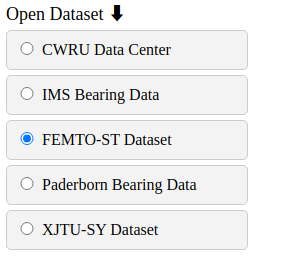 Open Dataset ⬇
CWRU Data Center
IMS Bearing Data
FEMTO-ST Dataset
Paderborn Bearing Data
XJTU-SY Dataset